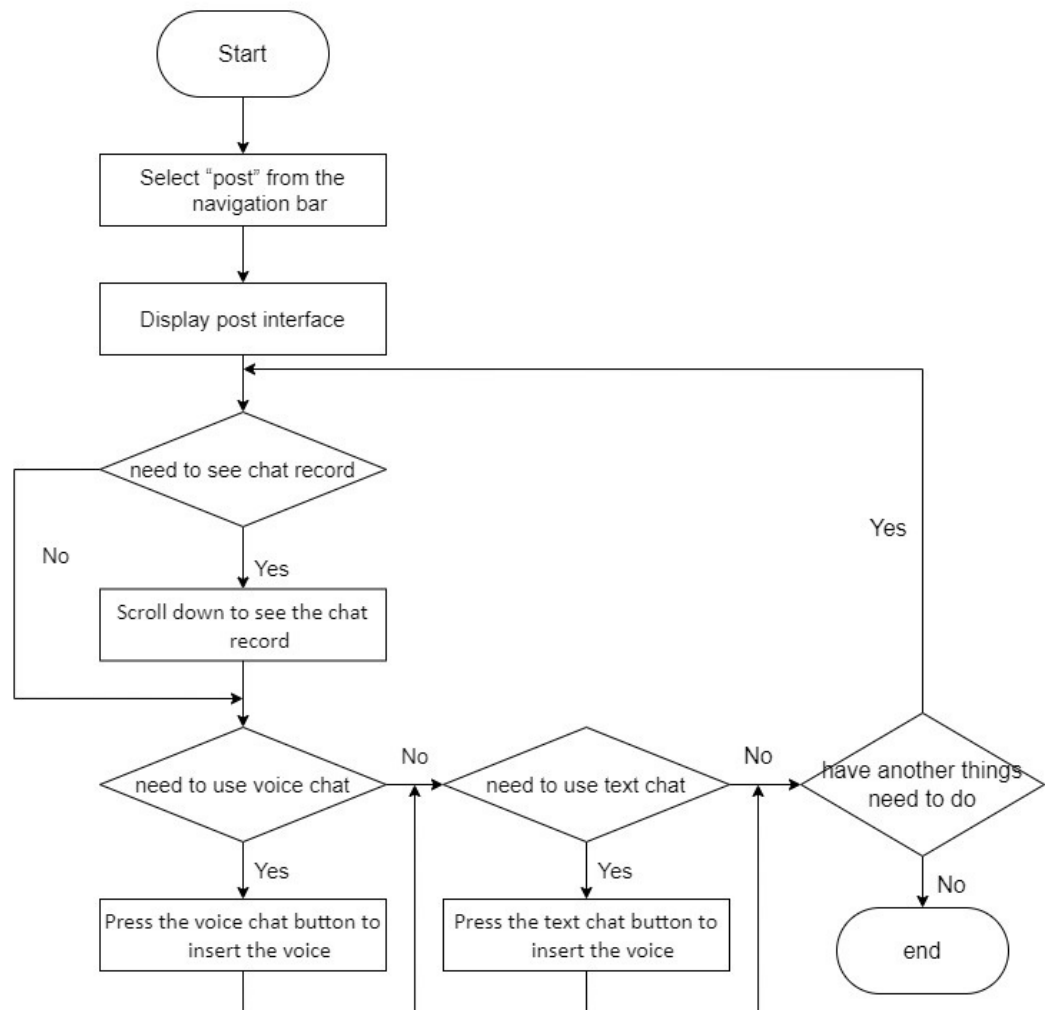 Start
Select “post” from the
navigation bar
Display post interface
need to see chat record
No
Yes
Yes
Scroll down to see the chat
record
need to use voice chat
No
need to use text chat
No
have another things
need to do
Yes
Yes
No
Press the voice chat button to
insert the voice
Press the text chat button to
insert the voice
end